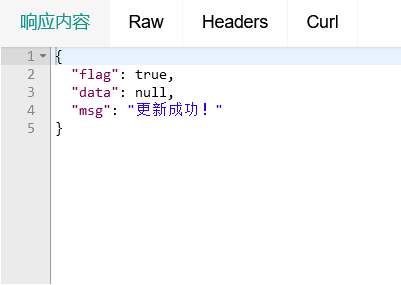 响应内容 Raw Headers Curl
1 {
2 "flag": true,
3 "data": null,
4 "msg": "更新成功！"
5 }